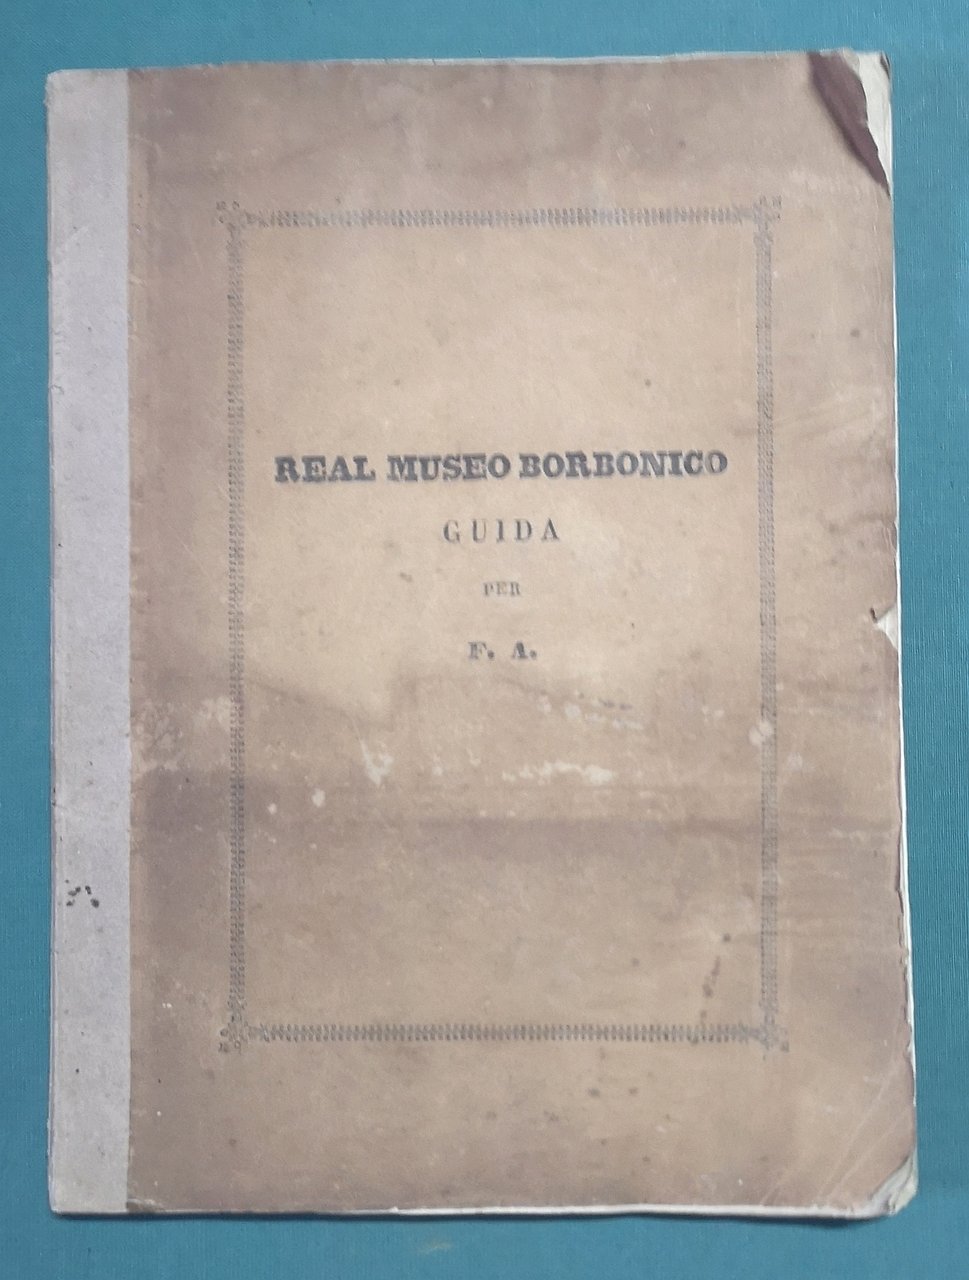 REAL MUSEO BORBONICO
GUIDA
PER
F. A.